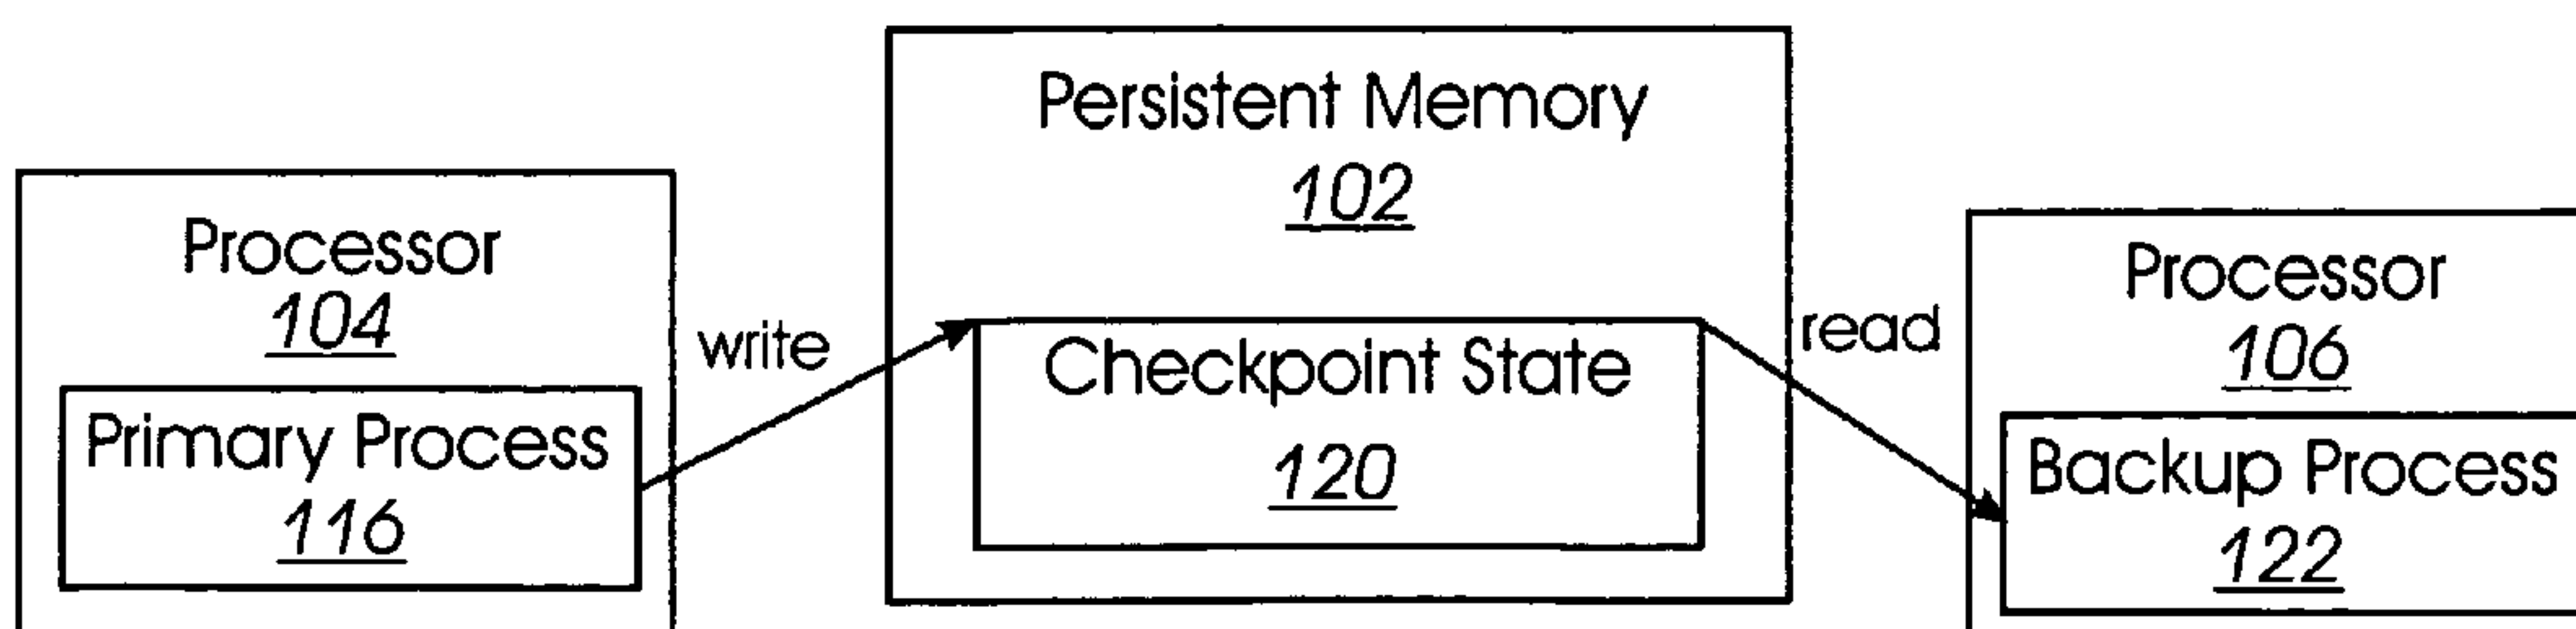 Processor
104
Primary Process
116
write
Persistent Memory
102
Checkpoint State
120
read
Processor
106
Backup Process
122